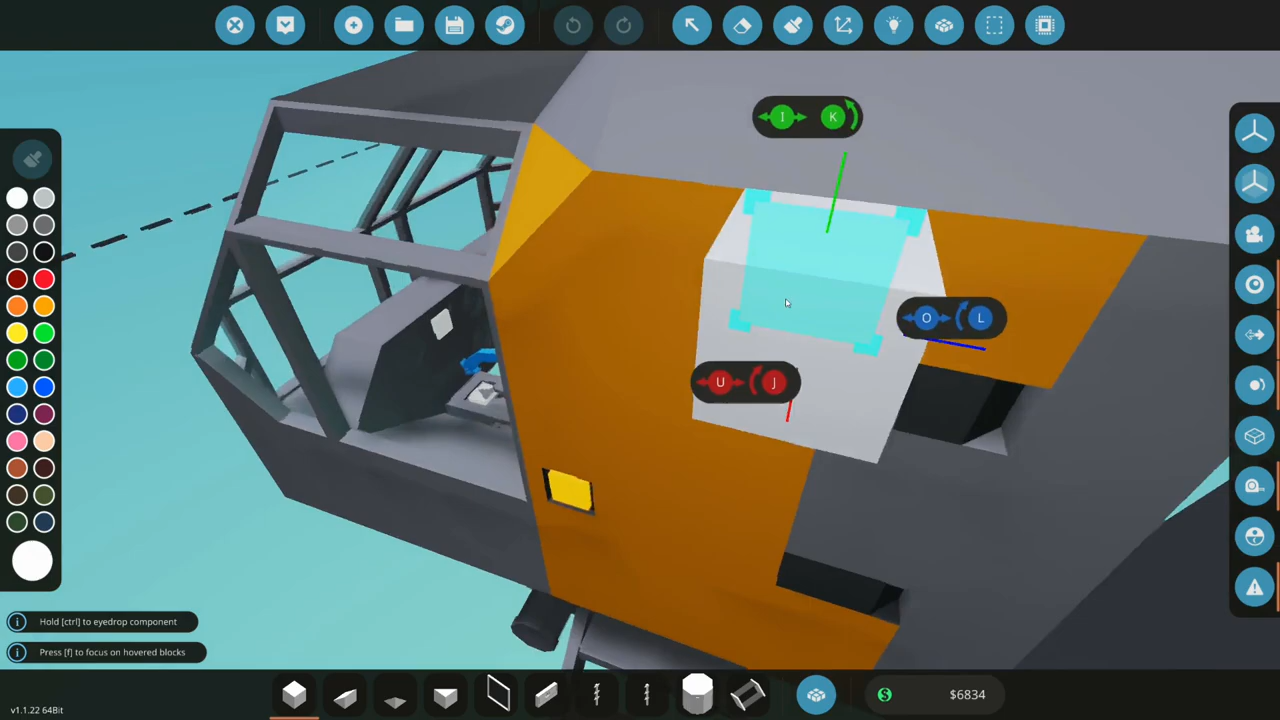 I K
O L
U J
Hold [ctrl] to eyedrop component
Press [f] to focus on hovered blocks
$ $6834
v1.1.22 64Bit